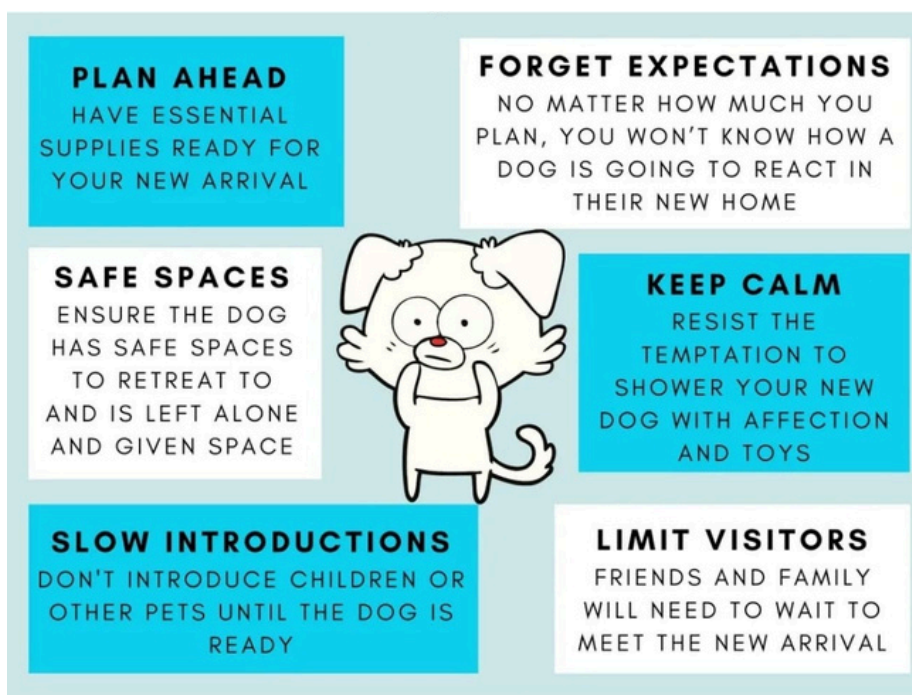 PLAN AHEAD
HAVE ESSENTIAL
SUPPLIES READY FOR
YOUR NEW ARRIVAL
FORGET EXPECTATIONS
NO MATTER HOW MUCH YOU
PLAN, YOU WON'T KNOW HOW A
DOG IS GOING TO REACT IN
THEIR NEW HOME
SAFE SPACES
ENSURE THE DOG
HAS SAFE SPACES
TO RETREAT TO
AND IS LEFT ALONE
AND GIVEN SPACE
KEEP CALM
RESIST THE
TEMPTATION TO
SHOWER YOUR NEW
DOG WITH AFFECTION
AND TOYS
SLOW INTRODUCTIONS
DON'T INTRODUCE CHILDREN OR
OTHER PETS UNTIL THE DOG IS
READY
LIMIT VISITORS
FRIENDS AND FAMILY
WILL NEED TO WAIT TO
MEET THE NEW ARRIVAL